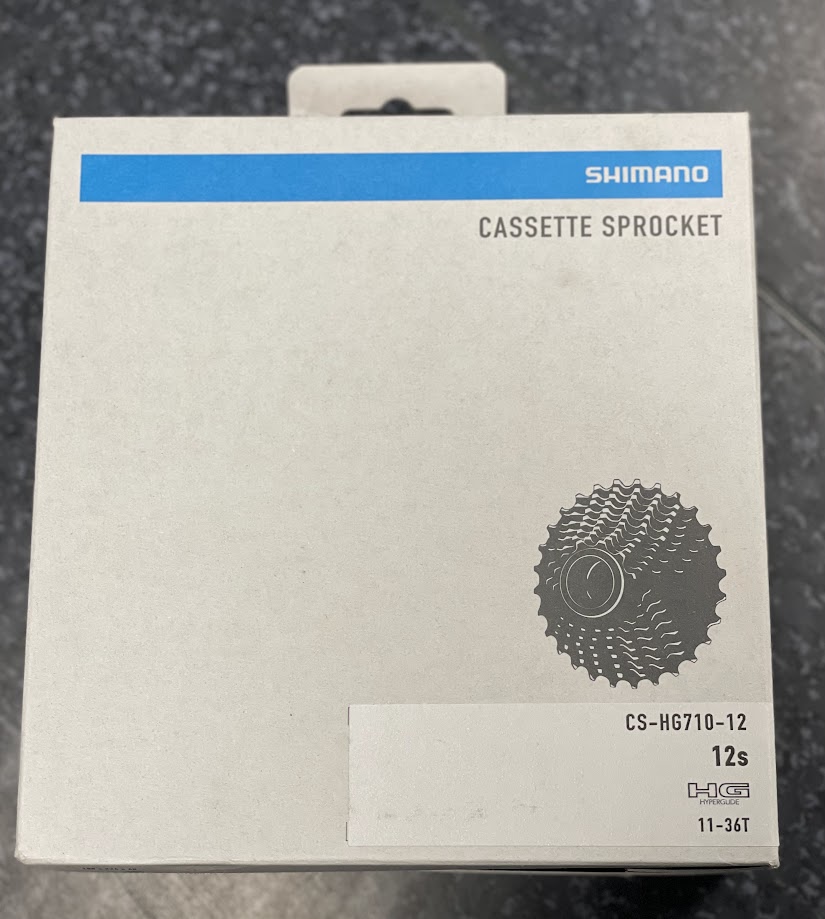 SHIMANO
CASSETTE SPROCKET
CS-HG710-12
12s
HG
HYPERGLIDE
11-36T